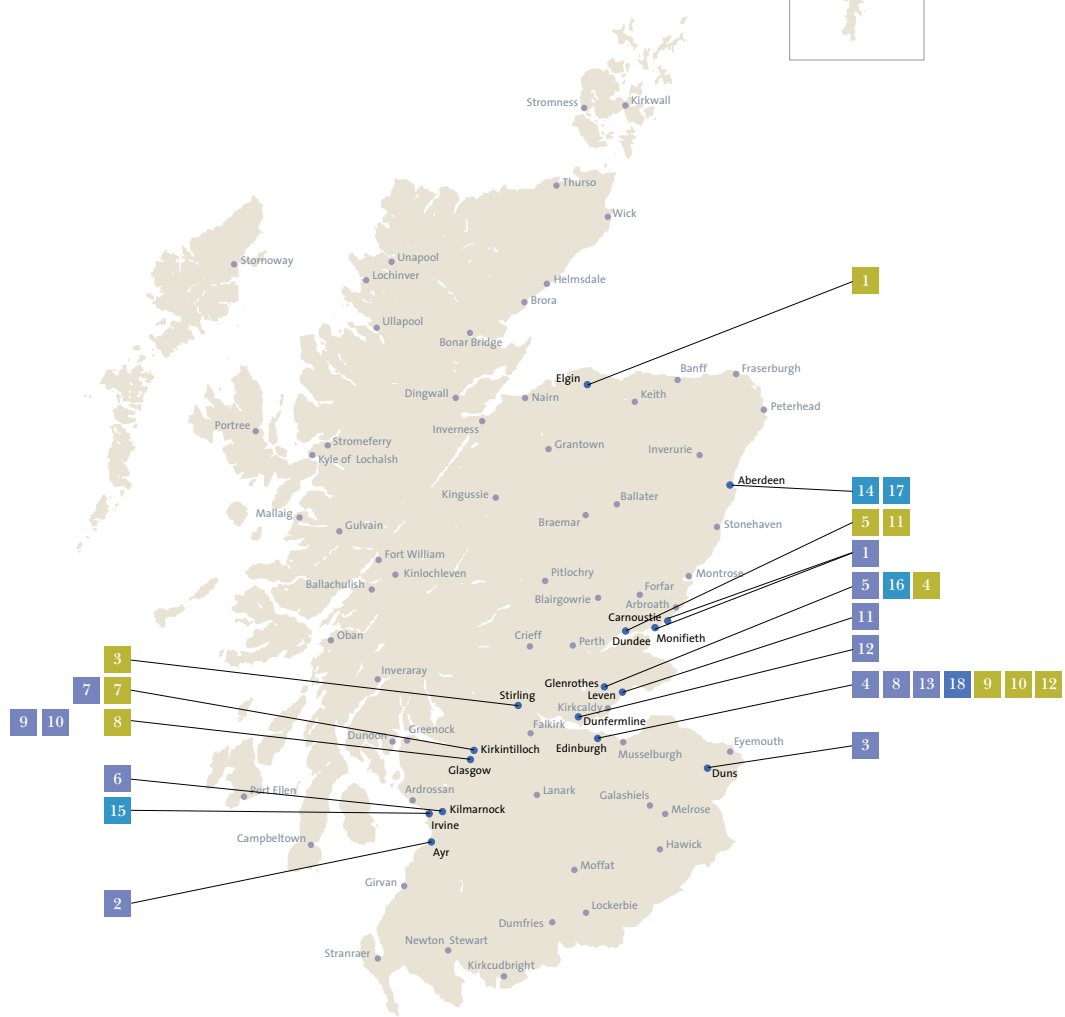 Stromness
Kirkwall
Thurso
Wick
Stornoway
Unapool
Lochinver
Helmsdale
1
Brora
Ullapool
Bonar Bridge
Elgin
Banff
Fraserburgh
Dingwall
Nairn
Keith
Peterhead
Portree
Inverness
Stromeferry
Kyle of Lochalsh
Grantown
Inverurie
Aberdeen
14 17
Kingussie
Ballater
Mallaig
Gulvain
Braemar
Stonehaven
5 11
Fort William
1
Kinlochleven
Ballachulish
Pitlochry
Montrose
Forfar
5 16 4
Blairgowrie
Arbroath
Carnoustie
11
Oban
Crieff
Perth
Dundee
Monifieth
12
3
Inveraray
Glenrothes
4 8 13 18 9 10 12
7 7
Stirling
Leven
Kirkcaldy
9 10 8
Dunfermline
Greenock
Falkirk
Dunoon
Kirkintilloch
Edinburgh
Musselburgh
Eyemouth
3
Glasgow
Duns
6
Port Ellen
Ardrossan
Lanark
Galashiels
15
Kilmarnock
Melrose
Irvine
Campbeltown
Ayr
Hawick
Moffat
Girvan
2
Lockerbie
Dumfries
Newton Stewart
Stranraer
Kirkcudbright